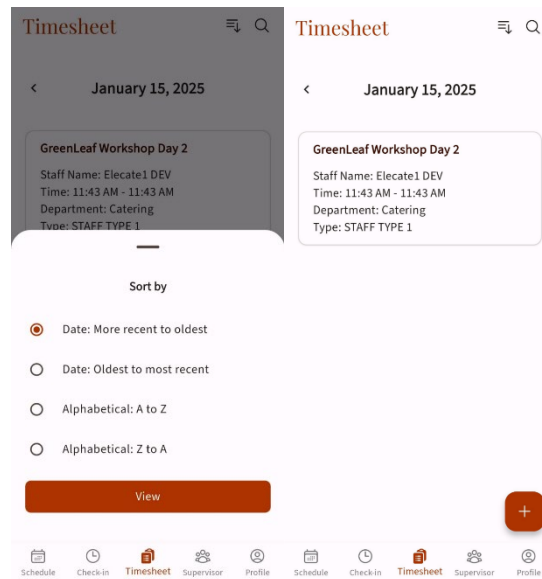 Timesheet
January 15, 2025
GreenLeaf Workshop Day 2
Staff Name: Elecate1 DEV
Time: 11:43 AM - 11:43 AM
Department: Catering
Type: STAFF TYPE 1
Sort by
Date: More recent to oldest
Date: Oldest to most recent
Alphabetical: A to Z
Alphabetical: Z to A
View
Schedule Check-in Timesheet Supervisor Profile
Timesheet
January 15, 2025
GreenLeaf Workshop Day 2
Staff Name: Elecate1 DEV
Time: 11:43 AM - 11:43 AM
Department: Catering
Type: STAFF TYPE 1
Schedule Check-in Timesheet Supervisor Profile